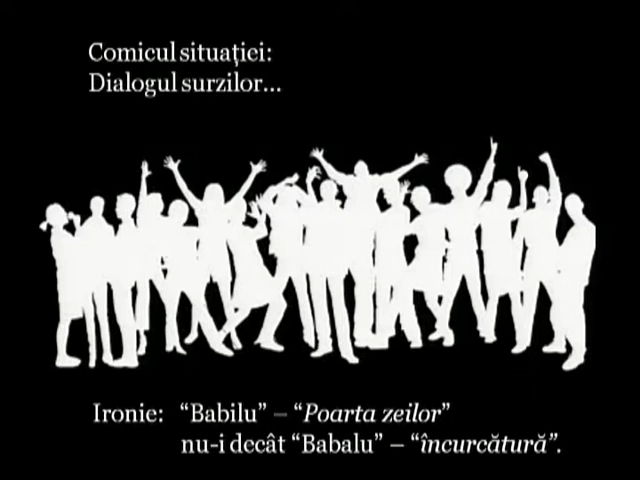 Comicul situației:
Dialogul surzilor...
Ironie: “Babilu” – “Poarta zeilor”
nu-i decât “Babalu” – “încurcătură”.